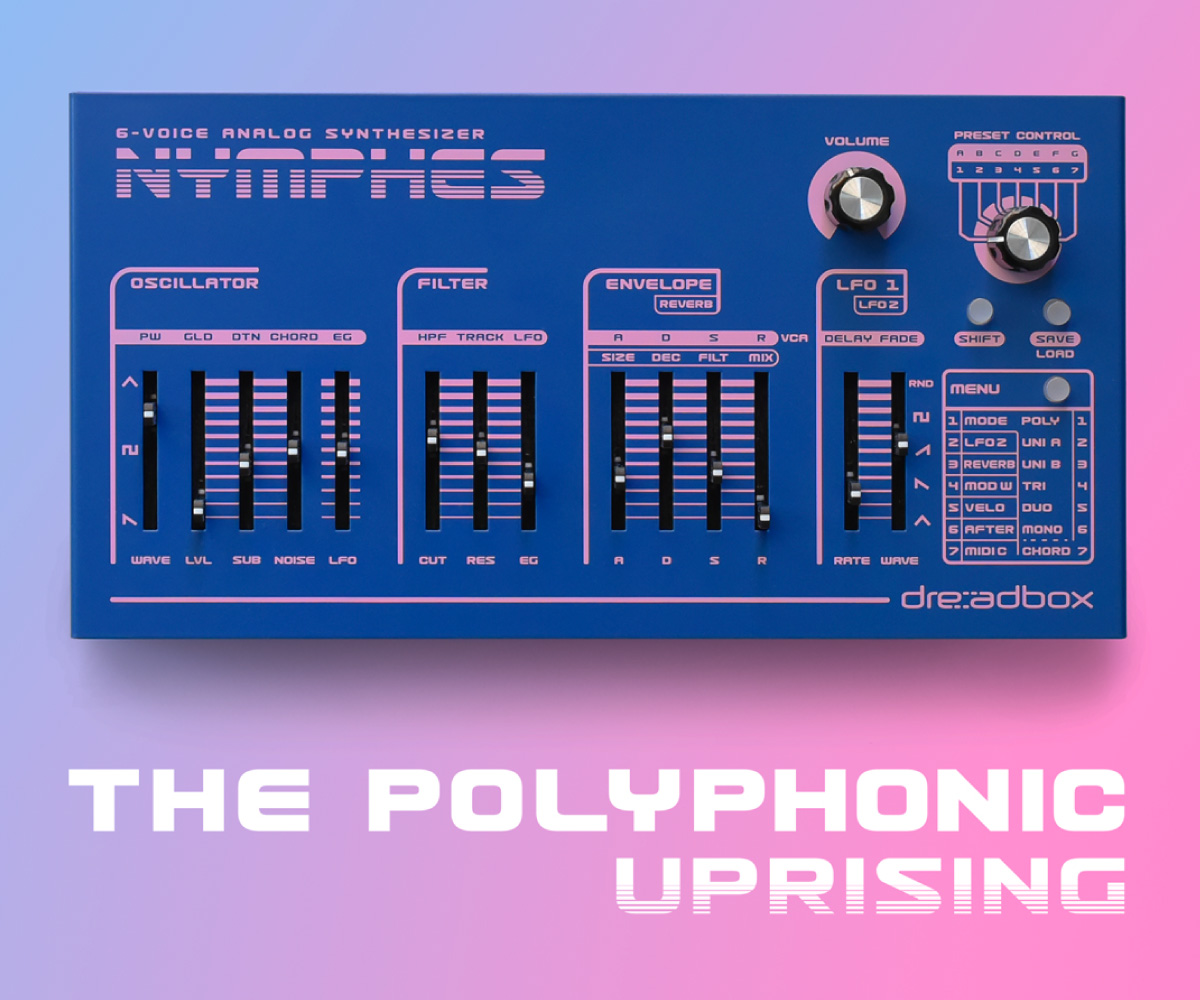 6-VOICE ANALOG SYNTHESIZER
NYMPHES
VOLUME
PRESET CONTROL
A B C D E F G
1 2 3 4 5 6 7
OSCILLATOR
FILTER
ENVELOPE
REVERB
LFO 1
LFO 2
SHIFT
SAVE
LOAD
PW GLD DTN CHORD EG
HPF TRACK LFO
A D S R VCA
SIZE DEC FILT MIX
DELAY FADE
RND
MENU
1 MODE POLY 1
2 LFO2 UNI A 2
3 REVERB UNI B 3
4 MOD W TRI 4
5 VELO DUO 5
6 AFTER MONO 6
7 MIDI C CHORD 7
WAVE LVL SUB NOISE LFO
CUT RES EG
A D S R
RATE WAVE
dreadbox
THE POLYPHONIC
UPRISING